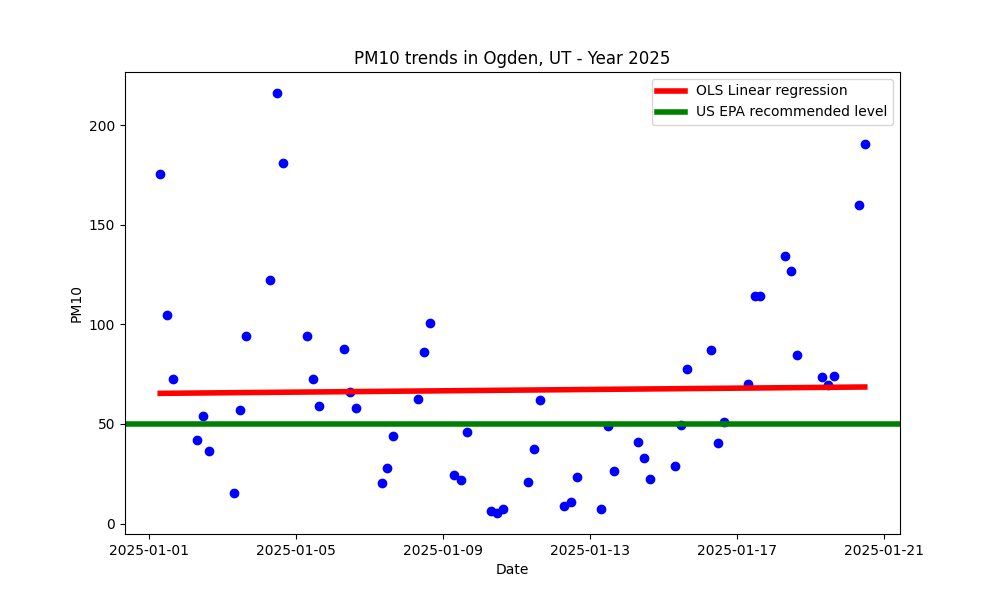 PM10 trends in Ogden, UT - Year 2025
OLS Linear regression
US EPA recommended level
200
150
100
50
0
PM10
2025-01-01
2025-01-05
2025-01-09
2025-01-13
2025-01-17
2025-01-21
Date